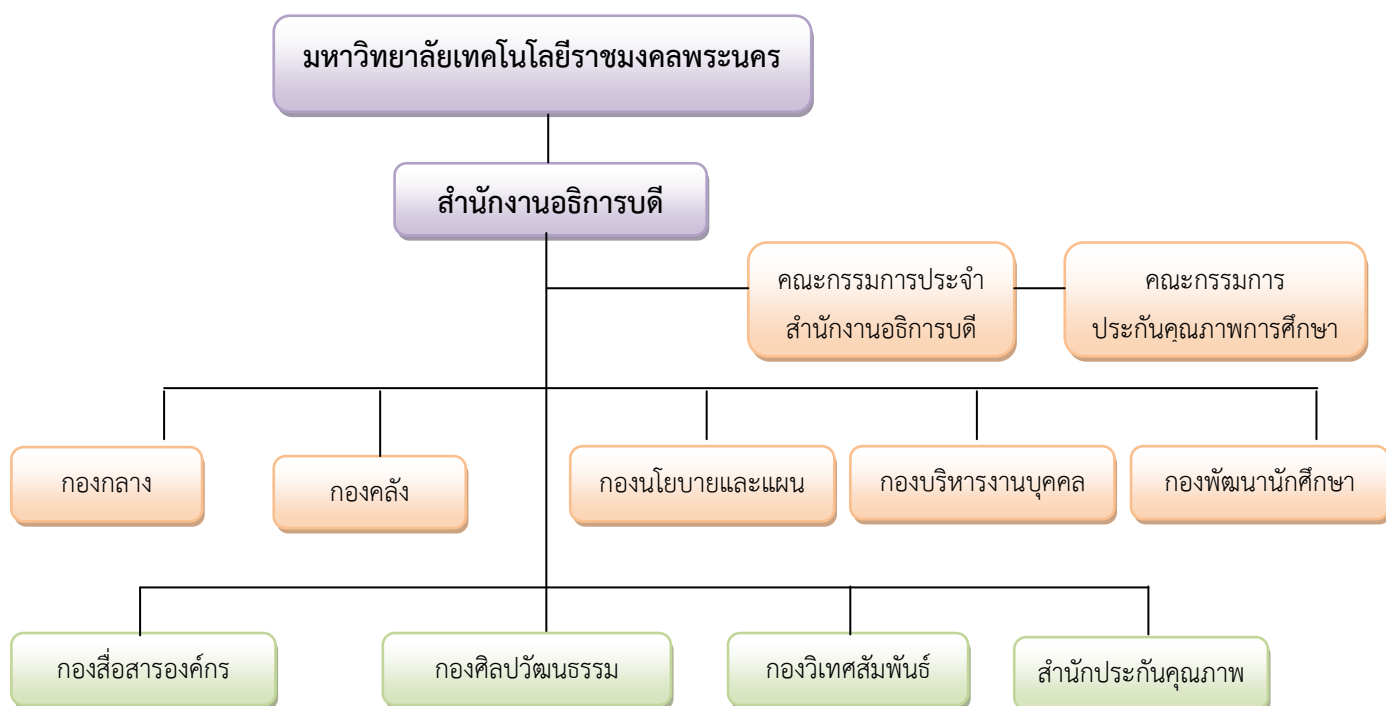 มหาวิทยาลัยเทคโนโลยีราชมงคลพระนคร
สำนักงานอธิการบดี
คณะกรรมการประจำ
สำนักงานอธิการบดี
คณะกรรมการ
ประกันคุณภาพการศึกษา
กองกลาง
กองคลัง
กองนโยบายและแผน
กองบริหารงานบุคคล
กองพัฒนานักศึกษา
กองสื่อสารองค์กร
กองศิลปวัฒนธรรม
กองวิเทศสัมพันธ์
สำนักประกันคุณภาพ